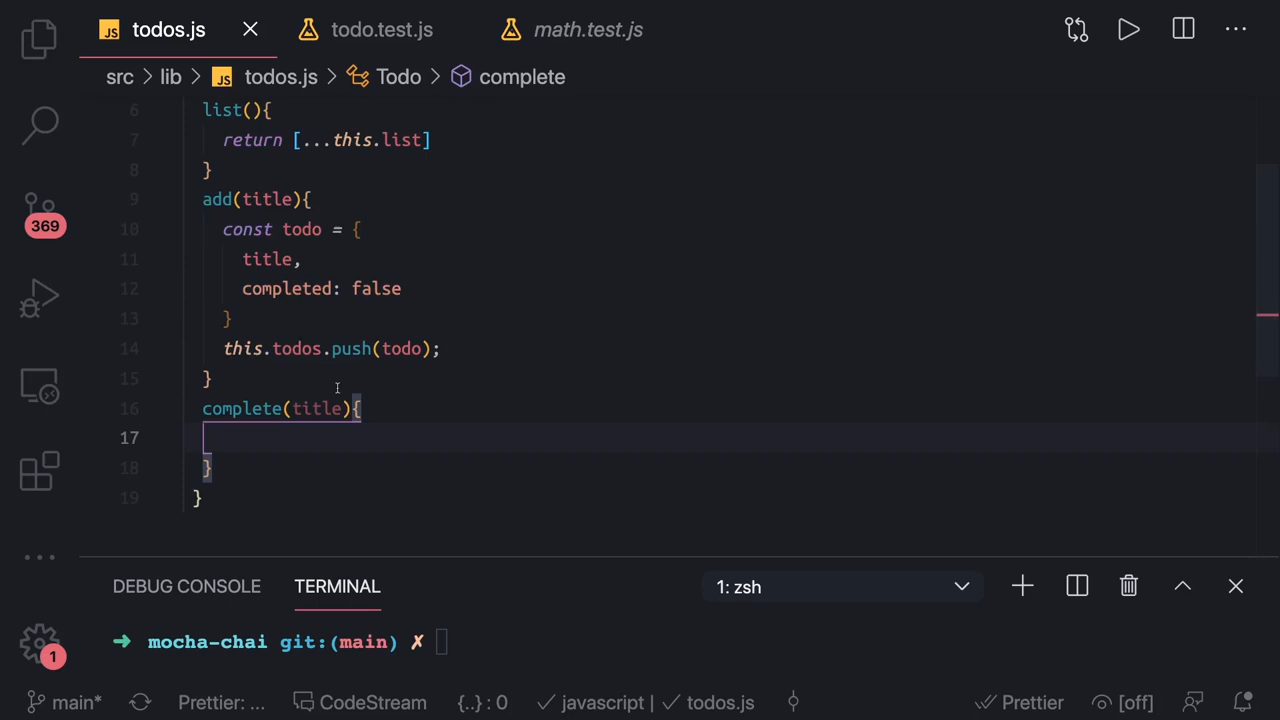 JS todos.js todo.test.js math.test.js
src > lib > JS todos.js > Todo > complete
6 list(){
7 return [...this.list]
8 }
9 add(title){
10 const todo = {
11 title,
12 completed: false
13 }
14 this.todos.push(todo);
15 }
16 complete(title){
17
18 }
19 }
369
DEBUG CONSOLE TERMINAL 1: zsh
➜ mocha-chai git:(main) ✗
1
main* Prettier: ... CodeStream {..} : 0 ✓ javascript | ✓ todos.js Prettier [off]